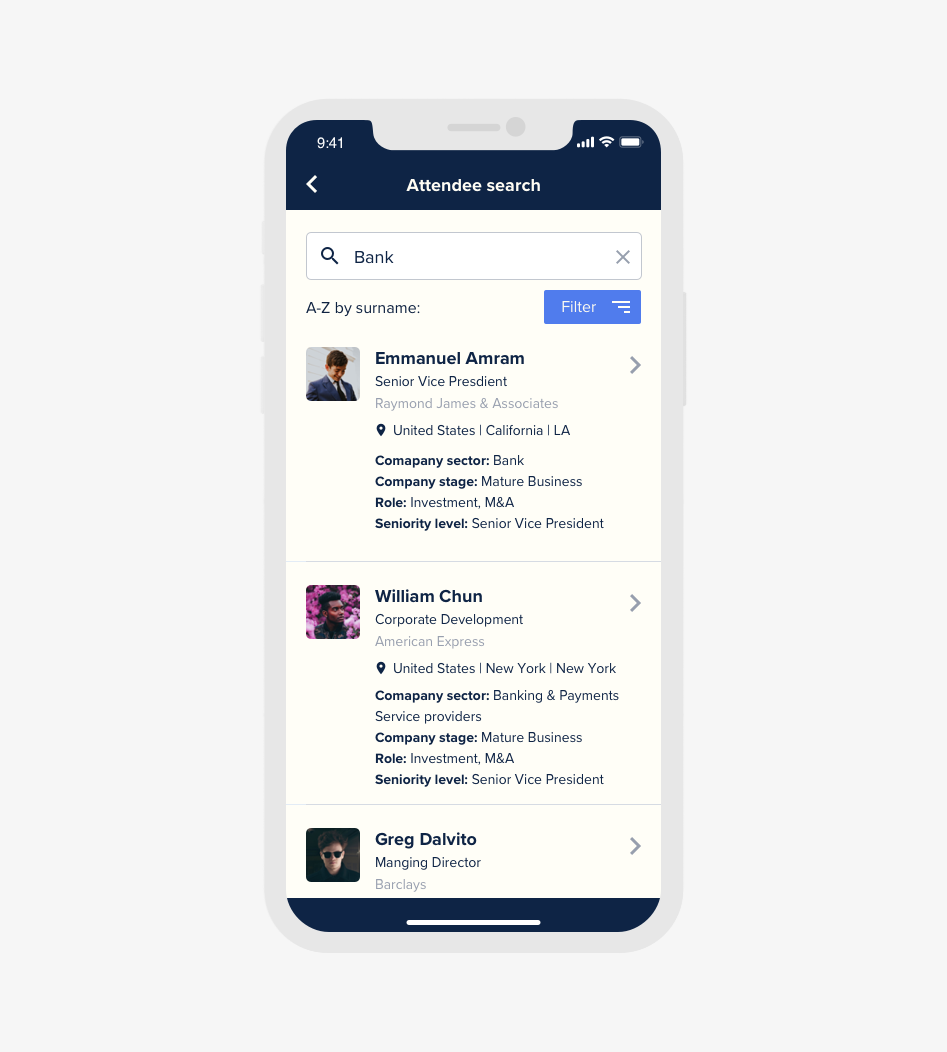 9:41
Attendee search
Bank
A-Z by surname:
Filter
Emmanuel Amram
Senior Vice Presdient
Raymond James & Associates
United States | California | LA
Comapany sector: Bank
Company stage: Mature Business
Role: Investment, M&A
Seniority level: Senior Vice President
William Chun
Corporate Development
American Express
United States | New York | New York
Comapany sector: Banking & Payments
Service providers
Company stage: Mature Business
Role: Investment, M&A
Seniority level: Senior Vice President
Greg Dalvito
Manging Director
Barclays